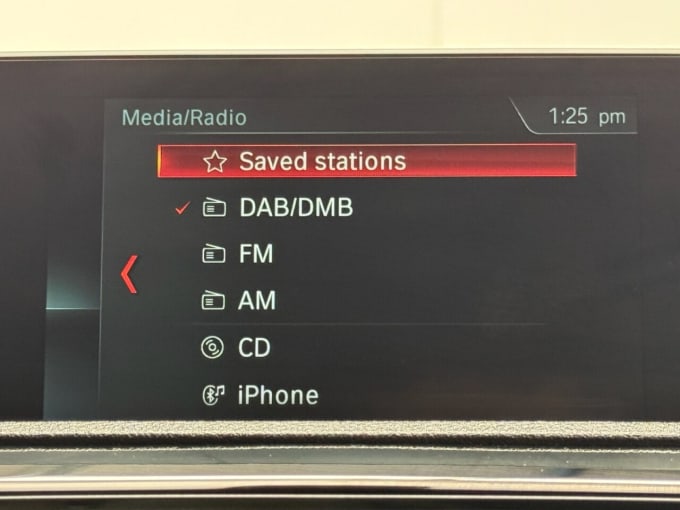 Media/Radio
1:25 pm
Saved stations
DAB/DMB
FM
AM
CD
iPhone